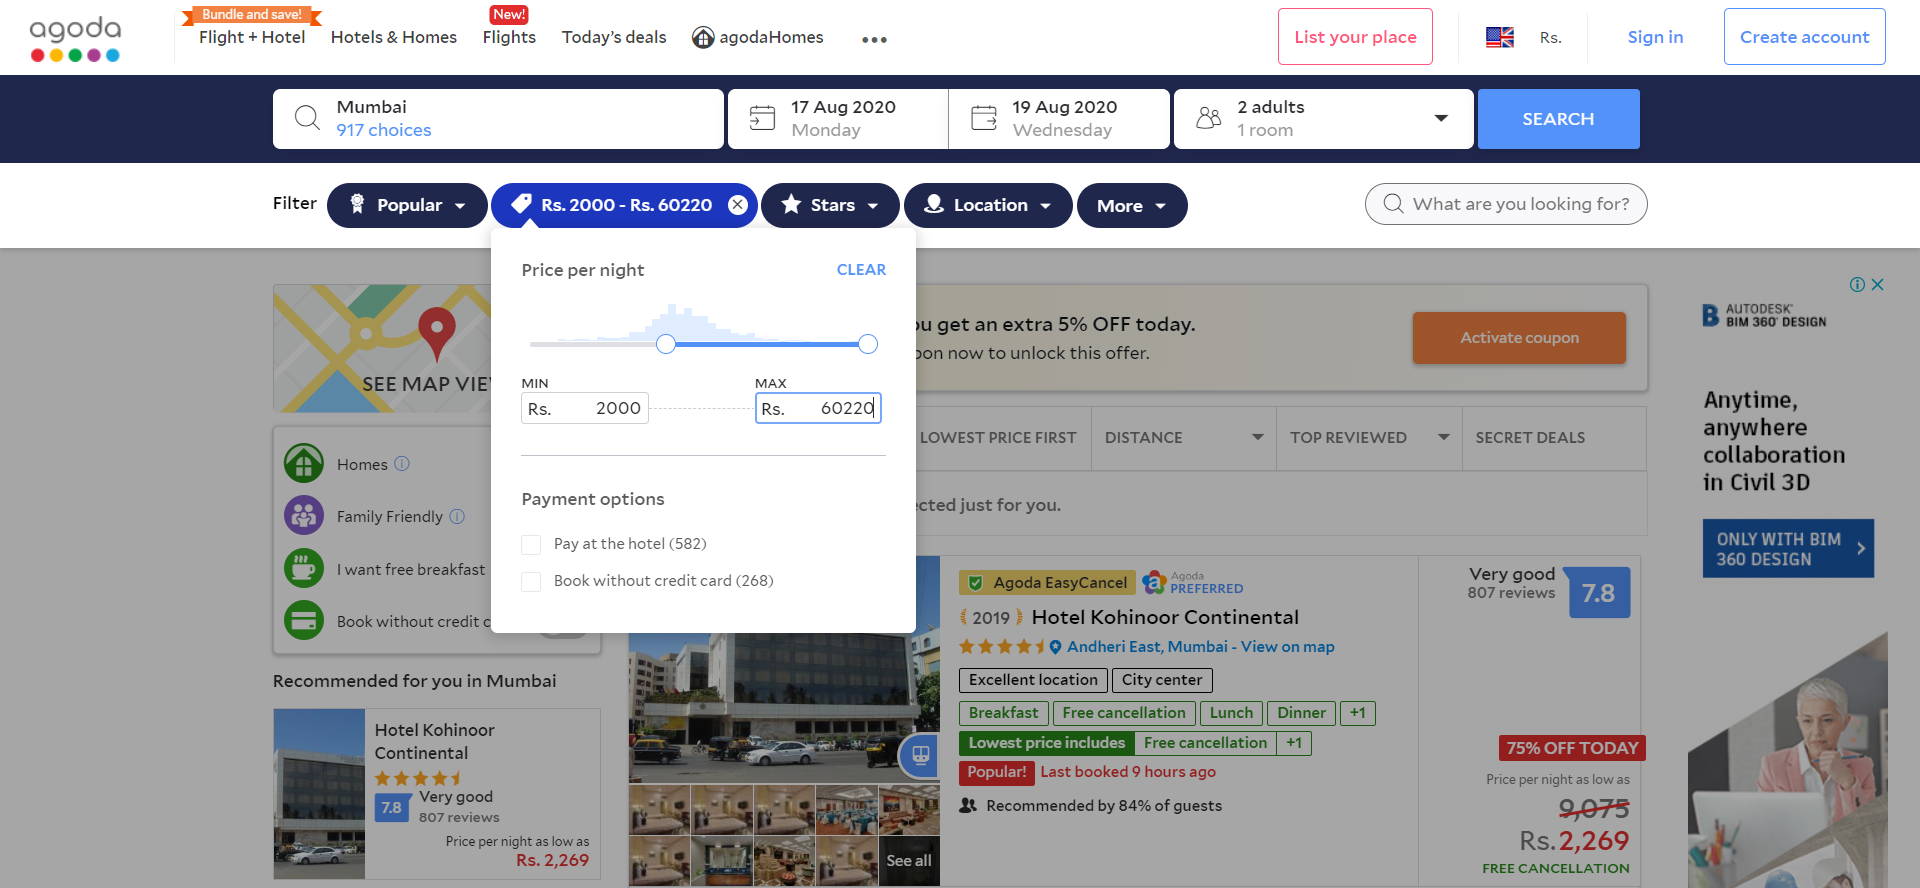 Bundle and save!
New!
agoda
Flight + Hotel
Hotels & Homes
Flights
Today's deals
agodaHomes
•••
List your place
Rs.
Sign in
Create account
Mumbai
917 choices
17 Aug 2020
Monday
19 Aug 2020
Wednesday
2 adults
1 room
SEARCH
Filter
Popular
Rs. 2000 - Rs. 60220
Stars
Location
More
What are you looking for?
Price per night
CLEAR
MIN
MAX
Rs. 2000
Rs. 60220
Payment options
Pay at the hotel (582)
Book without credit card (268)
SEE MAP VIE
Homes
Family Friendly
I want free breakfast
Book without credit c
Recommended for you in Mumbai
Hotel Kohinoor
Continental
7.8
Very good
807 reviews
Price per night as low as
Rs. 2,269
ou get an extra 5% OFF today.
pon now to unlock this offer.
Activate coupon
LOWEST PRICE FIRST
DISTANCE
TOP REVIEWED
SECRET DEALS
ected just for you.
See all
Agoda EasyCancel
Agoda
PREFERRED
2019
Hotel Kohinoor Continental
Andheri East, Mumbai - View on map
Excellent location
City center
Breakfast
Free cancellation
Lunch
Dinner
+1
Lowest price includes
Free cancellation
+1
Popular!
Last booked 9 hours ago
Recommended by 84% of guests
Very good
807 reviews
7.8
75% OFF TODAY
Price per night as low as
9,075
Rs. 2,269
FREE CANCELLATION
AUTODESK®
BIM 360® DESIGN
Anytime,
anywhere
collaboration
in Civil 3D
ONLY WITH BIM
360 DESIGN